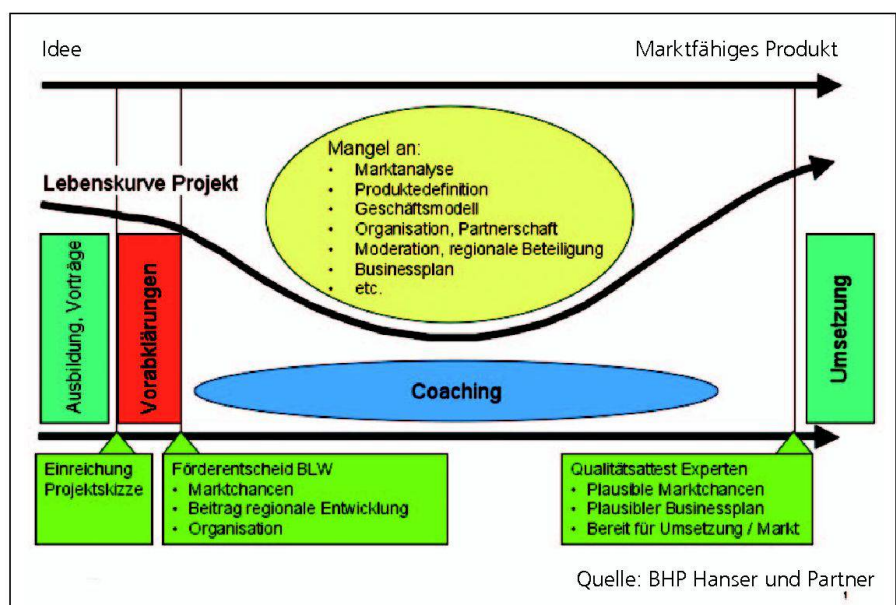 Idee
Marktfähiges Produkt
Mangel an:
• Marktanalyse
• Produktedefinition
• Geschäftsmodell
• Organisation, Partnerschaft
• Moderation, regionale Beteiligung
• Businessplan
• etc.
Lebenskurve Projekt
Ausbildung, Vorträge
Vorabklärungen
Coaching
Umsetzung
Einreichung
Projektskizze
Förderentscheid BLW
• Marktchancen
• Beitrag regionale Entwicklung
• Organisation
Qualitätsattest Experten
• Plausible Marktchancen
• Plausibler Businessplan
• Bereit für Umsetzung / Markt
Quelle: BHP Hanser und Partner
1